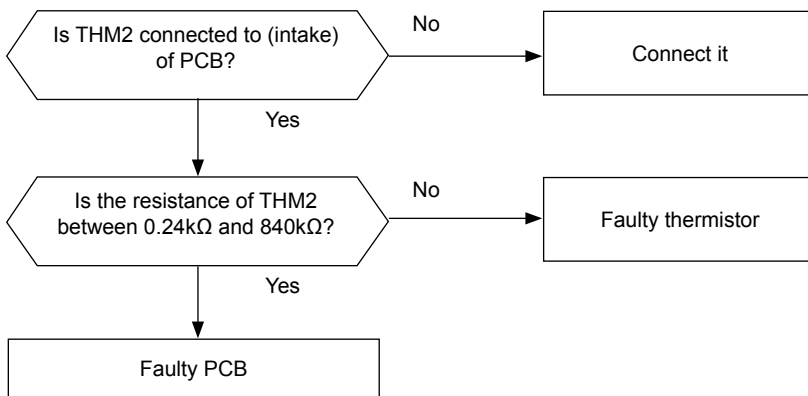 Is THM2 connected to (intake)
of PCB?
No
Connect it
Yes
Is the resistance of THM2
between 0.24kΩ and 840kΩ?
No
Faulty thermistor
Yes
Faulty PCB